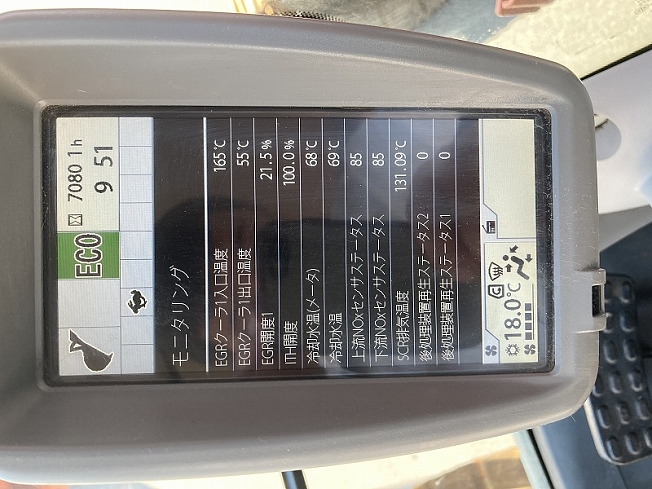 ECO
7080.1 h
9 51
モニタリング
EGRクーラ1入口温度 165℃
EGRクーラ1出口温度 55℃
EGR開度1 21.5 %
ITH開度 100.0 %
冷却水温(メータ) 68℃
冷却水温 69℃
上流NOxセンサステータス 85
下流NOxセンサステータス 85
SCR排気温度 131.09℃
後処理装置再生ステータス2 0
後処理装置再生ステータス1 0
18.0℃